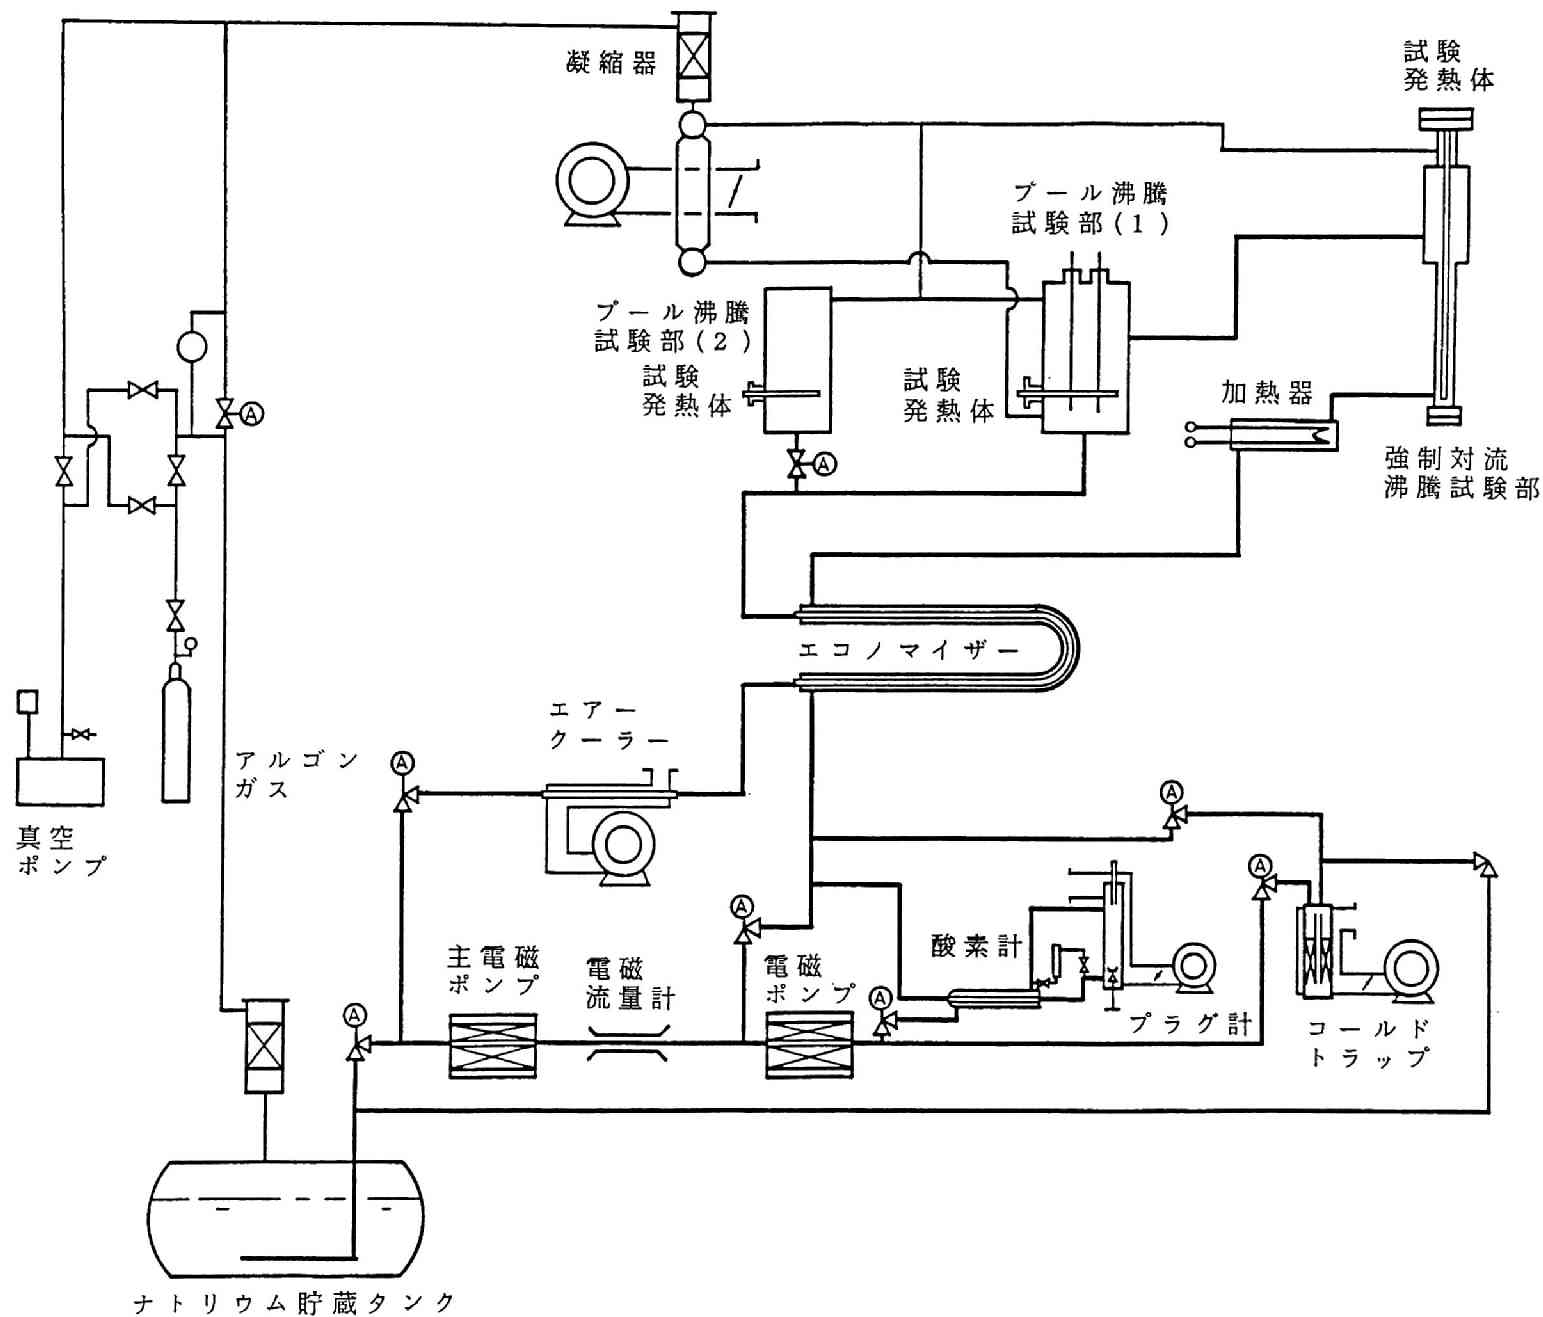 凝縮器
試験
発熱体
プール沸騰
試験部(1)
プール沸騰
試験部(2)
試験
発熱体
試験
発熱体
加熱器
強制対流
沸騰試験部
A
A
エコノマイザー
エアー
クーラー
アルゴン
ガス
真空
ポンプ
A
A
A
A
主電磁
ポンプ
電磁
流量計
電磁
ポンプ
酸素計
A
A
プラグ計
コールド
トラップ
ナトリウム貯蔵タンク